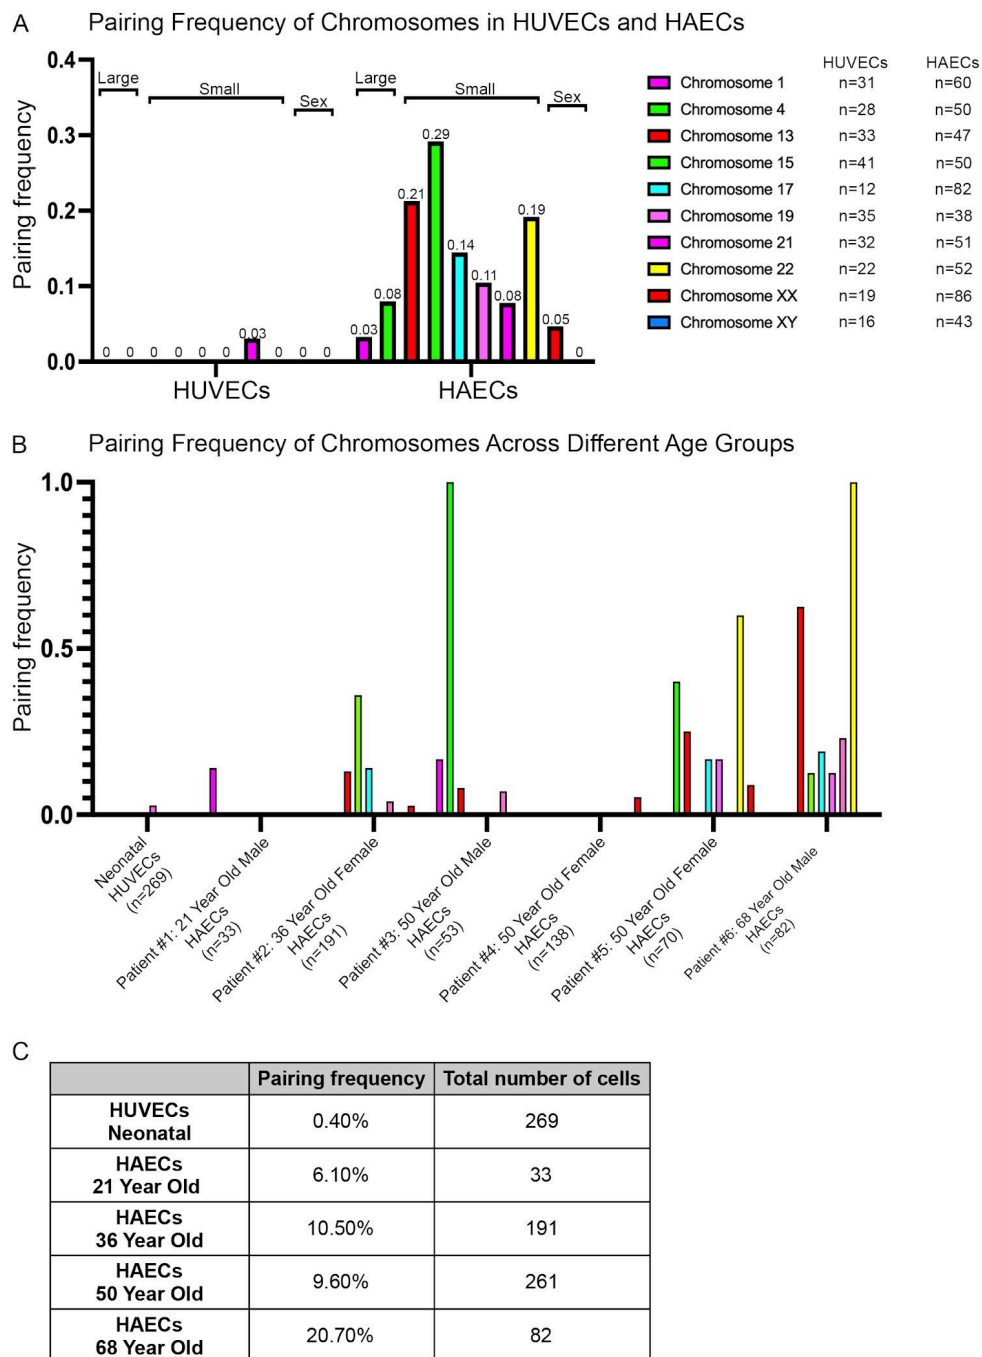 A Pairing Frequency of Chromosomes in HUVECs and HAECs
Pairing frequency
0.4
0.3
0.2
0.1
0.0
Large
Small
Sex
Large
Small
Sex
0 0 0 0 0 0 0.03 0 0 0
0.03 0.08 0.21 0.29 0.14 0.11 0.08 0.19 0.05 0
HUVECs HAECs
HUVECs HAECs
Chromosome 1 n=31 n=60
Chromosome 4 n=28 n=50
Chromosome 13 n=33 n=47
Chromosome 15 n=41 n=50
Chromosome 17 n=12 n=82
Chromosome 19 n=35 n=38
Chromosome 21 n=32 n=51
Chromosome 22 n=22 n=52
Chromosome XX n=19 n=86
Chromosome XY n=16 n=43
B Pairing Frequency of Chromosomes Across Different Age Groups
Pairing frequency
1.0
0.5
0.0
Neonatal
HUVECs
(n=269)
Patient #1: 21 Year Old Male
HAECs
(n=33)
Patient #2: 36 Year Old Female
HAECs
(n=191)
Patient #3: 50 Year Old Male
HAECs
(n=53)
Patient #4: 50 Year Old Female
HAECs
(n=138)
Patient #5: 50 Year Old Female
HAECs
(n=70)
Patient #6: 68 Year Old Male
HAECs
(n=82)
C
Pairing frequency Total number of cells
HUVECs
Neonatal
0.40% 269
HAECs
21 Year Old
6.10% 33
HAECs
36 Year Old
10.50% 191
HAECs
50 Year Old
9.60% 261
HAECs
68 Year Old
20.70% 82